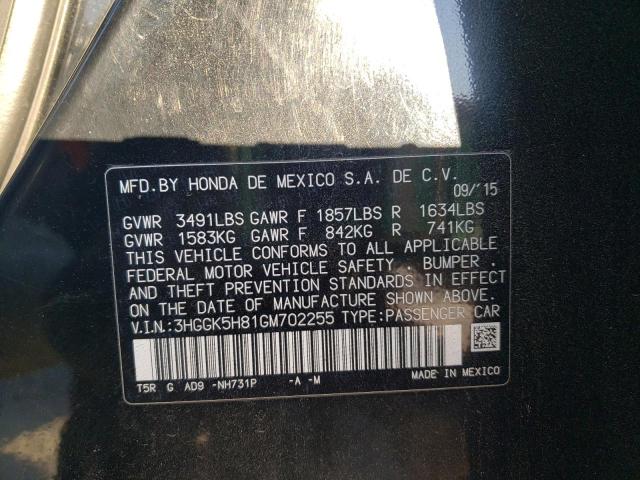 MFD.BY HONDA DE MEXICO S.A. DE C.V.
09/15
GVWR 3491LBS GAWR F 1857LBS R 1634LBS
GVWR 1583KG GAWR F 842KG R 741KG
THIS VEHICLE CONFORMS TO ALL APPLICABLE
FEDERAL MOTOR VEHICLE SAFETY , BUMPER ,
AND THEFT PREVENTION STANDARDS IN EFFECT
ON THE DATE OF MANUFACTURE SHOWN ABOVE.
V.I.N.:3HGGK5H81GM702255 TYPE:PASSENGER CAR
T5R G AD9 -NH731P -A -M MADE IN MEXICO